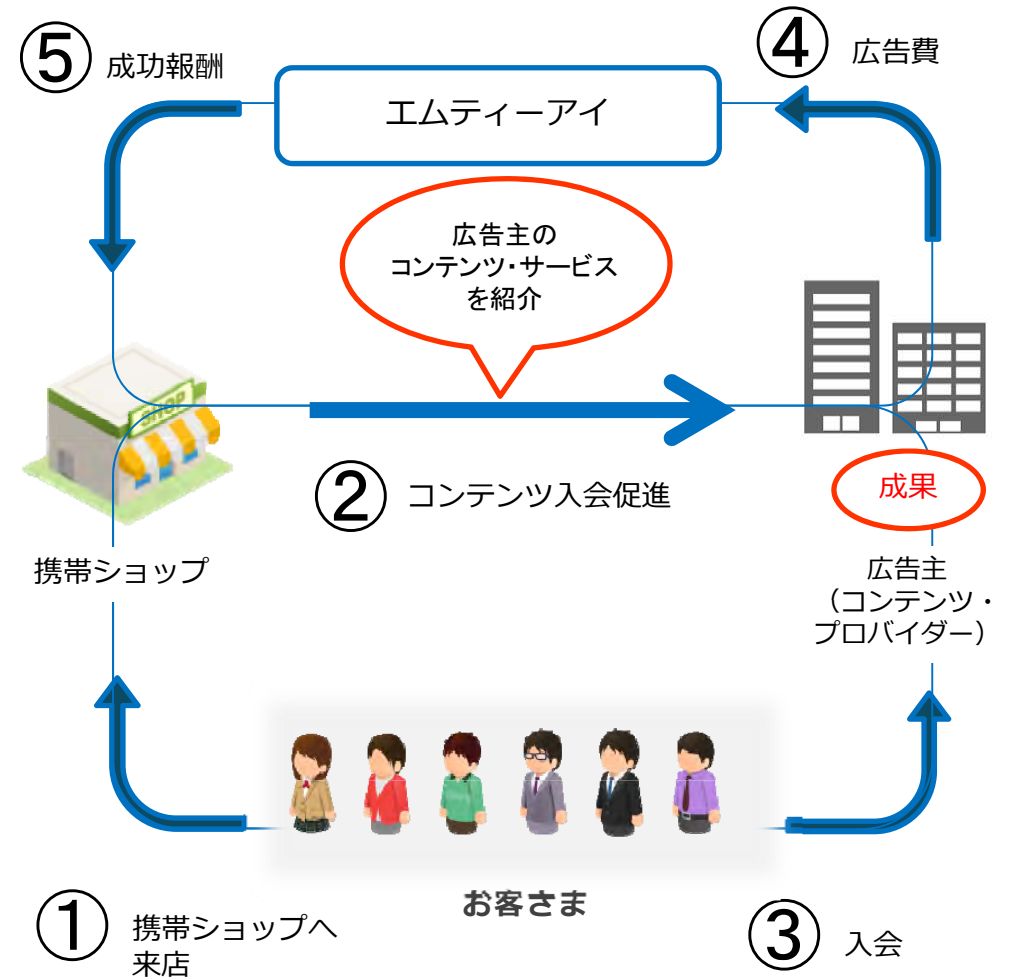 ⑤ 成功報酬
④ 広告費
エムティーアイ
広告主の
コンテンツ・サービス
を紹介
SHOP
② コンテンツ入会促進
成果
携帯ショップ
広告主
（コンテンツ・
プロバイダー）
お客さま
① 携帯ショップへ
来店
③ 入会